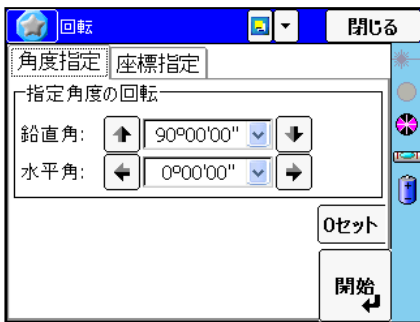 回転 閉じる
角度指定 座標指定
指定角度の回転
鉛直角: 90°00'00"
水平角: 0°00'00"
0セット
開始